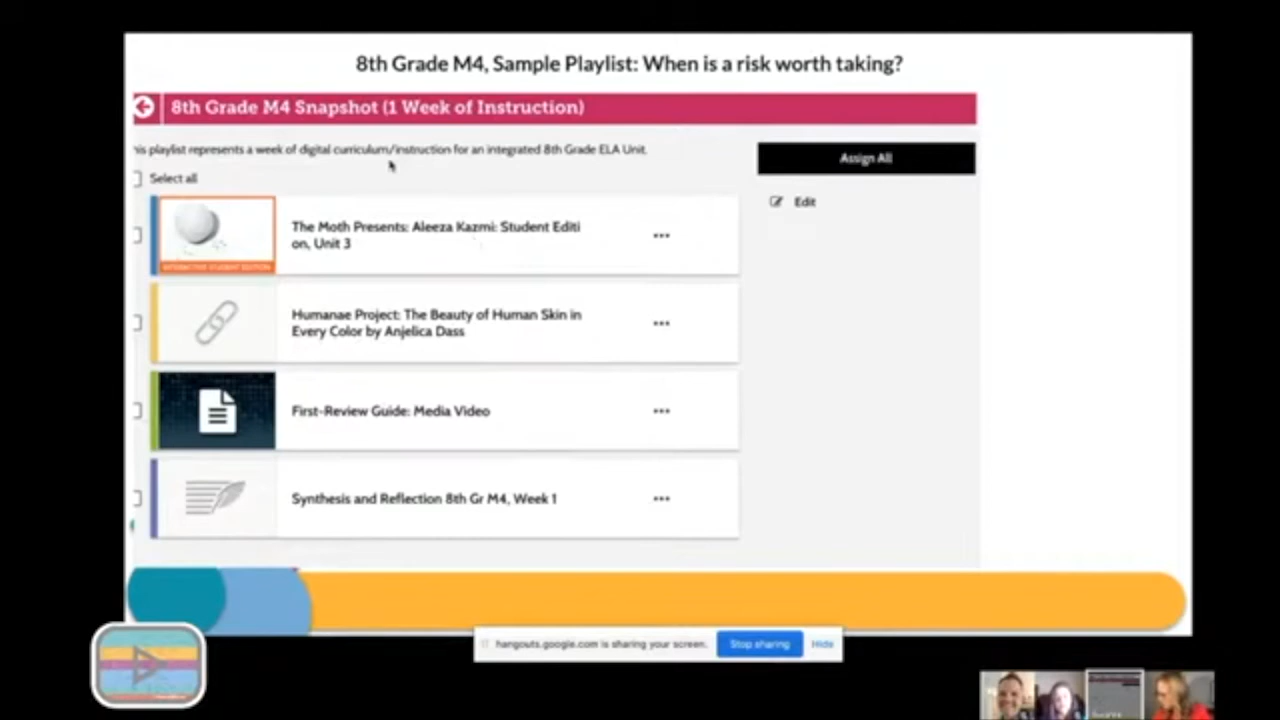 8th Grade M4, Sample Playlist: When is a risk worth taking?
8th Grade M4 Snapshot (1 Week of Instruction)
his playlist represents a week of digital curriculum/instruction for an integrated 8th Grade ELA Unit.
Assign All
Select all
Edit
The Moth Presents: Aleeza Kazmi: Student Editi
on, Unit 3
INTERACTIVE STUDENT EDITION
Humanae Project: The Beauty of Human Skin in
Every Color by Anjelica Dass
First-Review Guide: Media Video
Synthesis and Reflection 8th Gr M4, Week 1
hangouts.google.com is sharing your screen.
Stop sharing
Hide